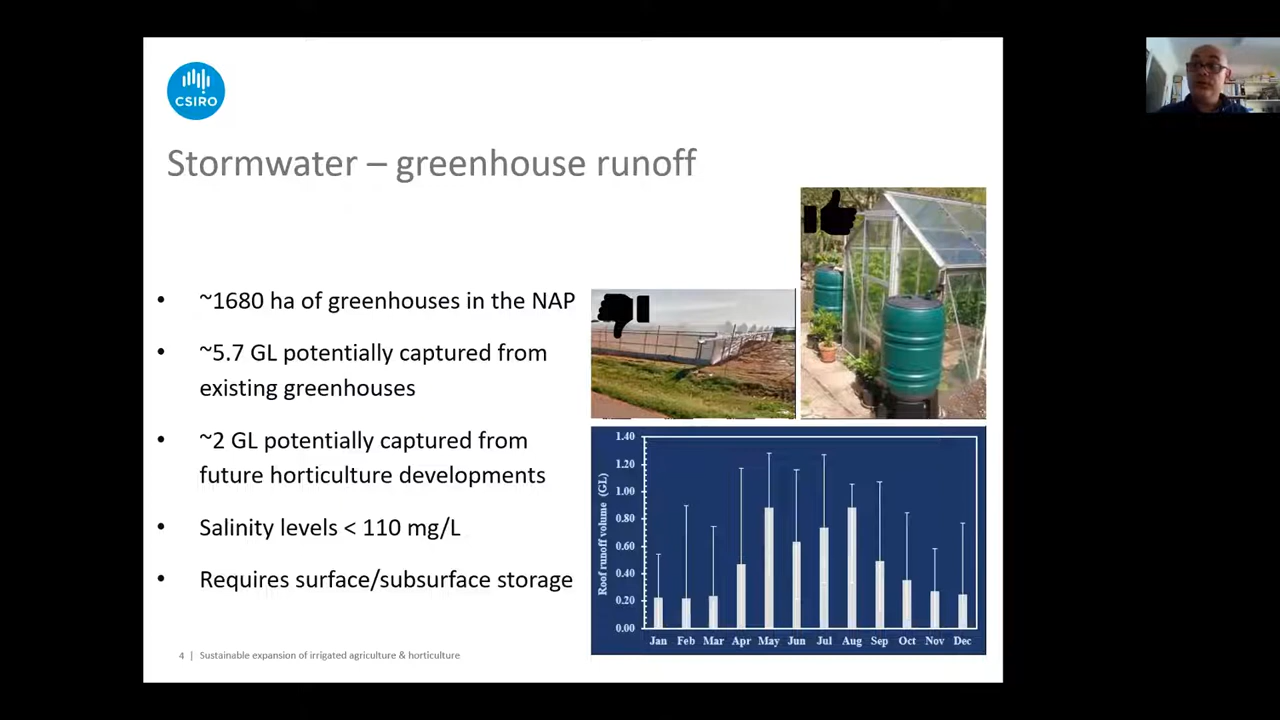 CSIRO
Stormwater – greenhouse runoff
• ~1680 ha of greenhouses in the NAP
• ~5.7 GL potentially captured from
existing greenhouses
• ~2 GL potentially captured from
future horticulture developments
• Salinity levels < 110 mg/L
• Requires surface/subsurface storage
Roof runoff volume (GL)
1.40
1.20
1.00
0.80
0.60
0.40
0.20
0.00
Jan Feb Mar Apr May Jun Jul Aug Sep Oct Nov Dec
4 | Sustainable expansion of irrigated agriculture & horticulture